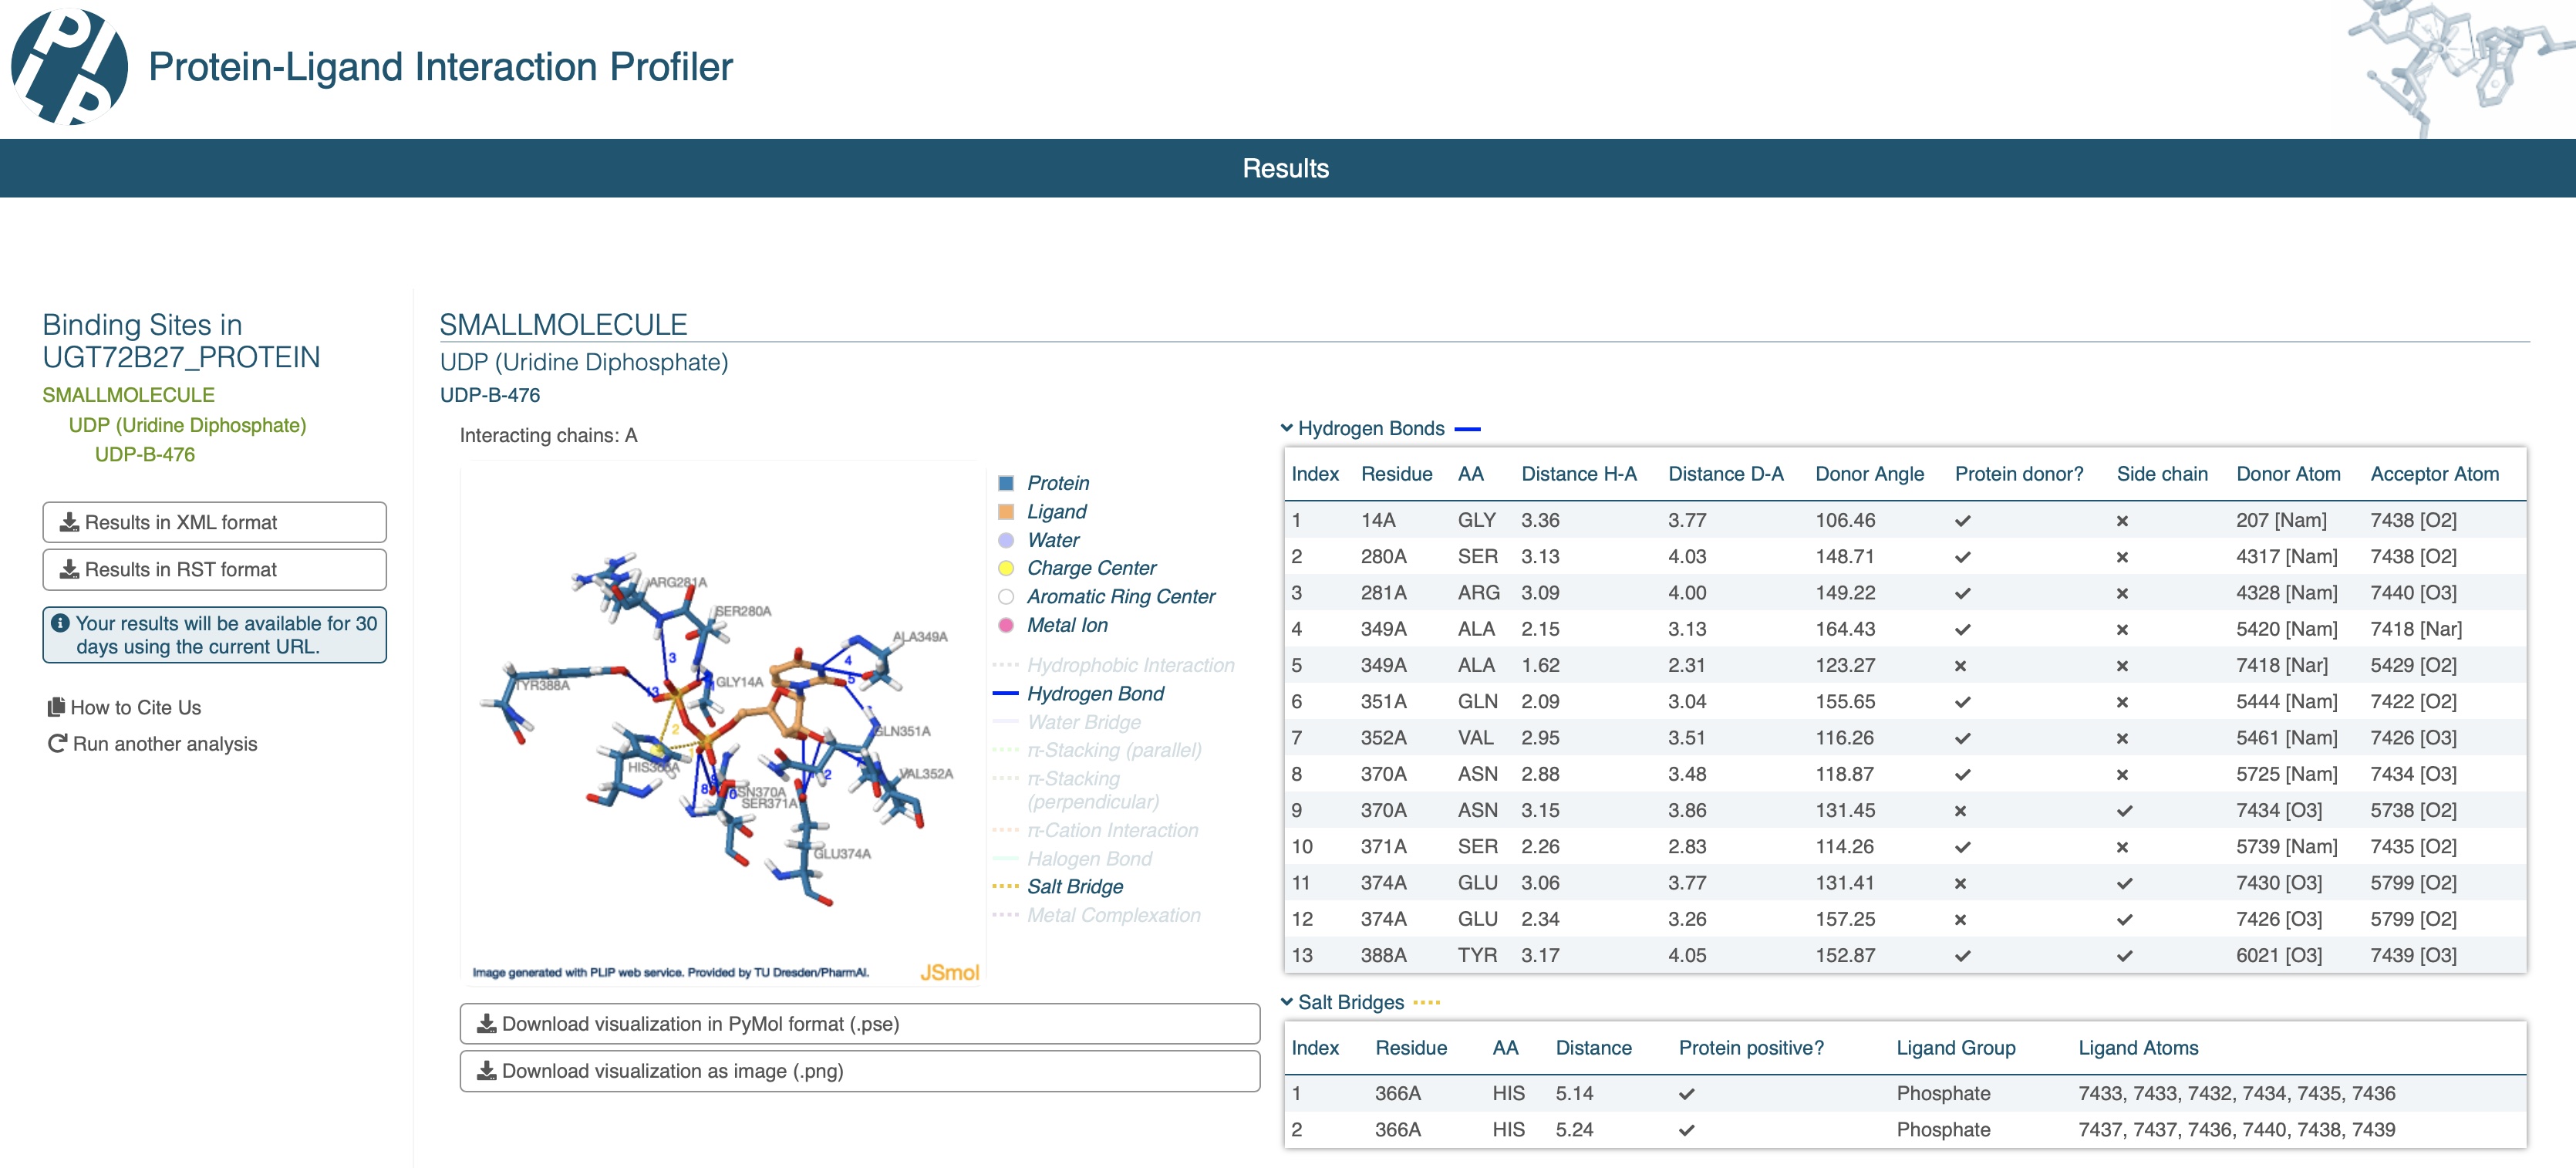 PLIP
Protein-Ligand Interaction Profiler
Results
Binding Sites in
UGT72B27_PROTEIN
SMALLMOLECULE
UDP (Uridine Diphosphate)
UDP-B-476
Results in XML format
Results in RST format
Your results will be available for 30
days using the current URL.
How to Cite Us
Run another analysis
SMALLMOLECULE
UDP (Uridine Diphosphate)
UDP-B-476
Interacting chains: A
ARG281A
SER280A
ALA349A
3
4
5
GLY14A
TYR388A
13
2
GLN351A
HIS366A
2
VAL352A
8
SN370A
SER371A
GLU374A
Image generated with PLIP web service. Provided by TU Dresden/PharmAI.
JSmol
Protein
Ligand
Water
Charge Center
Aromatic Ring Center
Metal Ion
Hydrophobic Interaction
Hydrogen Bond
Water Bridge
π-Stacking (parallel)
π-Stacking
(perpendicular)
π-Cation Interaction
Halogen Bond
Salt Bridge
Metal Complexation
Download visualization in PyMol format (.pse)
Download visualization as image (.png)
Hydrogen Bonds
Index Residue AA Distance H-A Distance D-A Donor Angle Protein donor? Side chain Donor Atom Acceptor Atom
1 14A GLY 3.36 3.77 106.46 ✓ ✗ 207 [Nam] 7438 [O2]
2 280A SER 3.13 4.03 148.71 ✓ ✗ 4317 [Nam] 7438 [O2]
3 281A ARG 3.09 4.00 149.22 ✓ ✗ 4328 [Nam] 7440 [O3]
4 349A ALA 2.15 3.13 164.43 ✓ ✗ 5420 [Nam] 7418 [Nar]
5 349A ALA 1.62 2.31 123.27 ✗ ✗ 7418 [Nar] 5429 [O2]
6 351A GLN 2.09 3.04 155.65 ✓ ✗ 5444 [Nam] 7422 [O2]
7 352A VAL 2.95 3.51 116.26 ✓ ✗ 5461 [Nam] 7426 [O3]
8 370A ASN 2.88 3.48 118.87 ✓ ✗ 5725 [Nam] 7434 [O3]
9 370A ASN 3.15 3.86 131.45 ✗ ✓ 7434 [O3] 5738 [O2]
10 371A SER 2.26 2.83 114.26 ✓ ✗ 5739 [Nam] 7435 [O2]
11 374A GLU 3.06 3.77 131.41 ✗ ✓ 7430 [O3] 5799 [O2]
12 374A GLU 2.34 3.26 157.25 ✗ ✓ 7426 [O3] 5799 [O2]
13 388A TYR 3.17 4.05 152.87 ✓ ✓ 6021 [O3] 7439 [O3]
Salt Bridges
Index Residue AA Distance Protein positive? Ligand Group Ligand Atoms
1 366A HIS 5.14 ✓ Phosphate 7433, 7433, 7432, 7434, 7435, 7436
2 366A HIS 5.24 ✓ Phosphate 7437, 7437, 7436, 7440, 7438, 7439